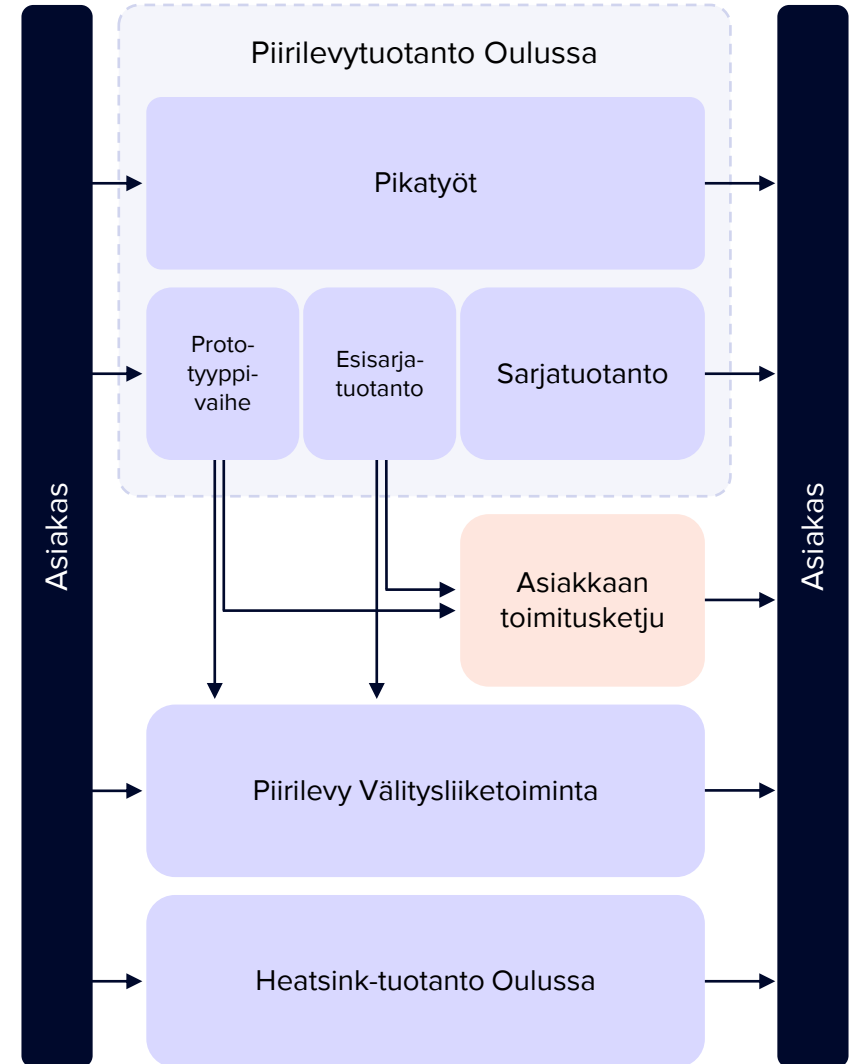 Piirilevytuotanto Oulussa
Pikatyöt
Proto-
tyyppi-
vaihe
Esisarja-
tuotanto
Sarjatuotanto
Asiakas
Asiakas
Asiakkaan
toimitusketju
Piirilevy Välitysliiketoiminta
Heatsink-tuotanto Oulussa